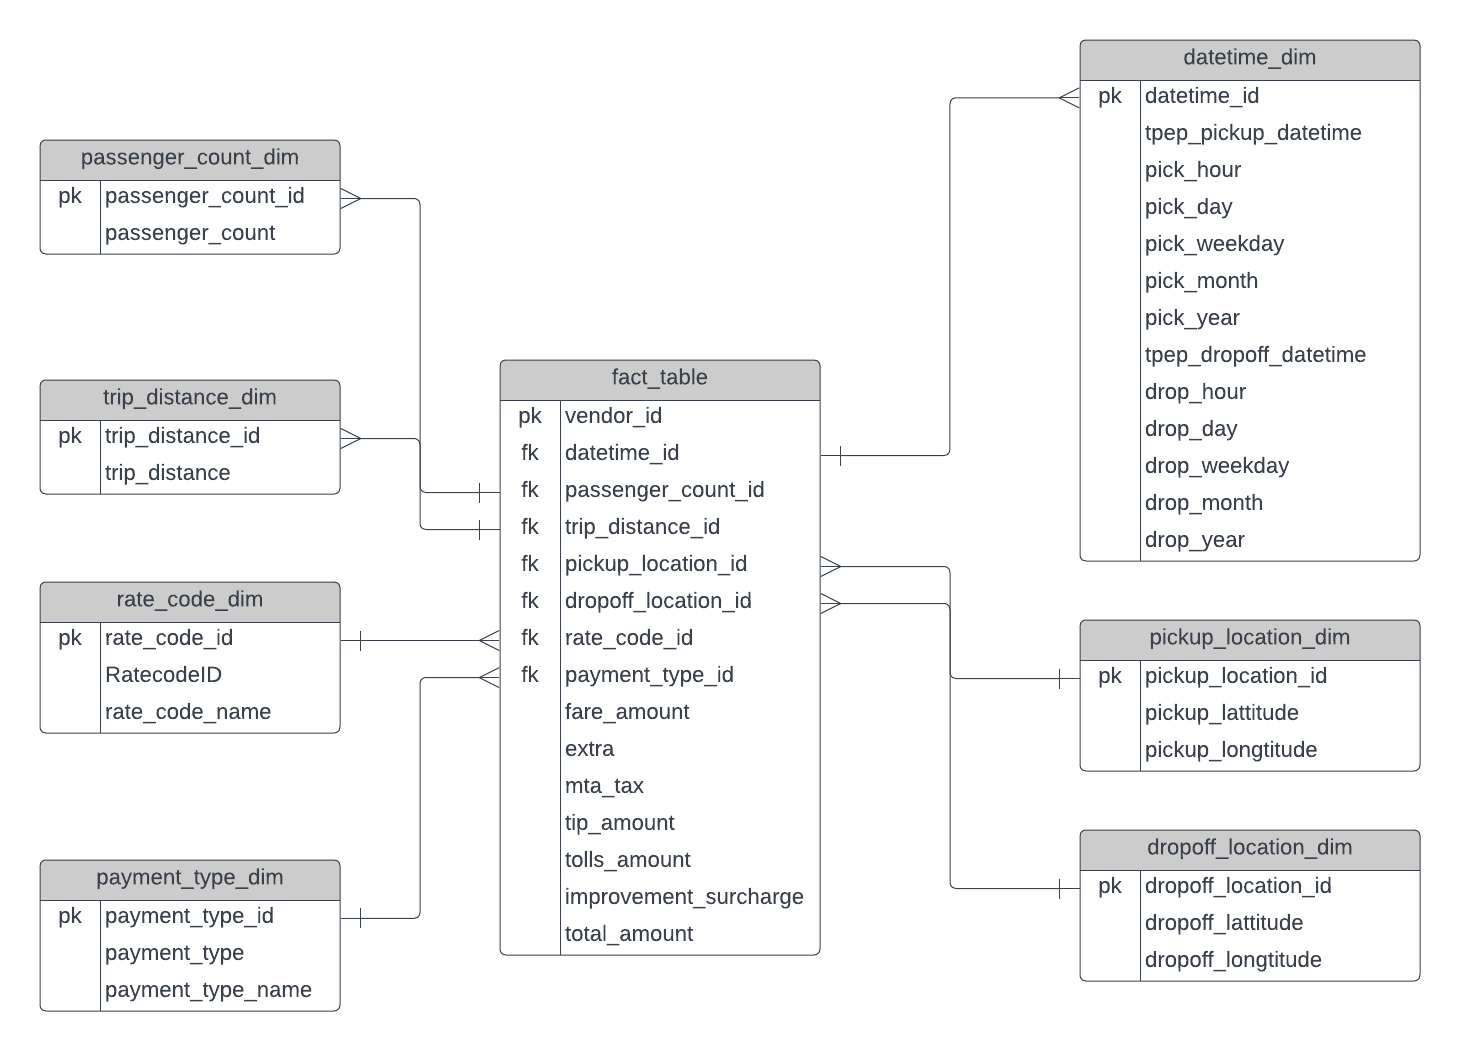 passenger_count_dim
pk passenger_count_id
passenger_count
trip_distance_dim
pk trip_distance_id
trip_distance
rate_code_dim
pk rate_code_id
RatecodeID
rate_code_name
payment_type_dim
pk payment_type_id
payment_type
payment_type_name
fact_table
pk vendor_id
fk datetime_id
fk passenger_count_id
fk trip_distance_id
fk pickup_location_id
fk dropoff_location_id
fk rate_code_id
fk payment_type_id
fare_amount
extra
mta_tax
tip_amount
tolls_amount
improvement_surcharge
total_amount
datetime_dim
pk datetime_id
tpep_pickup_datetime
pick_hour
pick_day
pick_weekday
pick_month
pick_year
tpep_dropoff_datetime
drop_hour
drop_day
drop_weekday
drop_month
drop_year
pickup_location_dim
pk pickup_location_id
pickup_lattitude
pickup_longtitude
dropoff_location_dim
pk dropoff_location_id
dropoff_lattitude
dropoff_longtitude